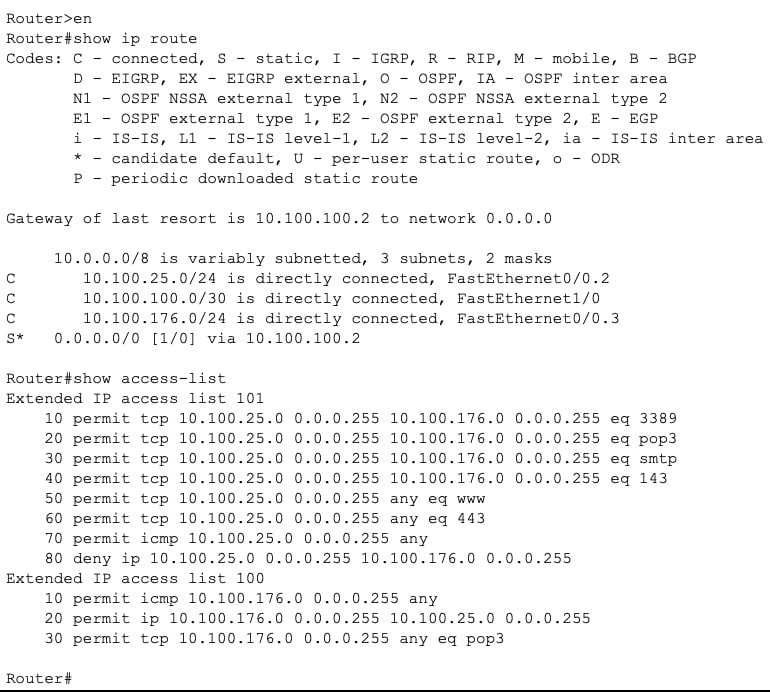 Router>en
Router#show ip route
Codes: C - connected, S - static, I - IGRP, R - RIP, M - mobile, B - BGP
       D - EIGRP, EX - EIGRP external, O - OSPF, IA - OSPF inter area
       N1 - OSPF NSSA external type 1, N2 - OSPF NSSA external type 2
       E1 - OSPF external type 1, E2 - OSPF external type 2, E - EGP
       i - IS-IS, L1 - IS-IS level-1, L2 - IS-IS level-2, ia - IS-IS inter area
       * - candidate default, U - per-user static route, o - ODR
       P - periodic downloaded static route

Gateway of last resort is 10.100.100.2 to network 0.0.0.0

     10.0.0.0/8 is variably subnetted, 3 subnets, 2 masks
C       10.100.25.0/24 is directly connected, FastEthernet0/0.2
C       10.100.100.0/30 is directly connected, FastEthernet1/0
C       10.100.176.0/24 is directly connected, FastEthernet0/0.3
S*   0.0.0.0/0 [1/0] via 10.100.100.2

Router#show access-list
Extended IP access list 101
    10 permit tcp 10.100.25.0 0.0.0.255 10.100.176.0 0.0.0.255 eq 3389
    20 permit tcp 10.100.25.0 0.0.0.255 10.100.176.0 0.0.0.255 eq pop3
    30 permit tcp 10.100.25.0 0.0.0.255 10.100.176.0 0.0.0.255 eq smtp
    40 permit tcp 10.100.25.0 0.0.0.255 10.100.176.0 0.0.0.255 eq 143
    50 permit tcp 10.100.25.0 0.0.0.255 any eq www
    60 permit tcp 10.100.25.0 0.0.0.255 any eq 443
    70 permit icmp 10.100.25.0 0.0.0.255 any
    80 deny ip 10.100.25.0 0.0.0.255 10.100.176.0 0.0.0.255
Extended IP access list 100
    10 permit icmp 10.100.176.0 0.0.0.255 any
    20 permit ip 10.100.176.0 0.0.0.255 10.100.25.0 0.0.0.255
    30 permit tcp 10.100.176.0 0.0.0.255 any eq pop3

Router#